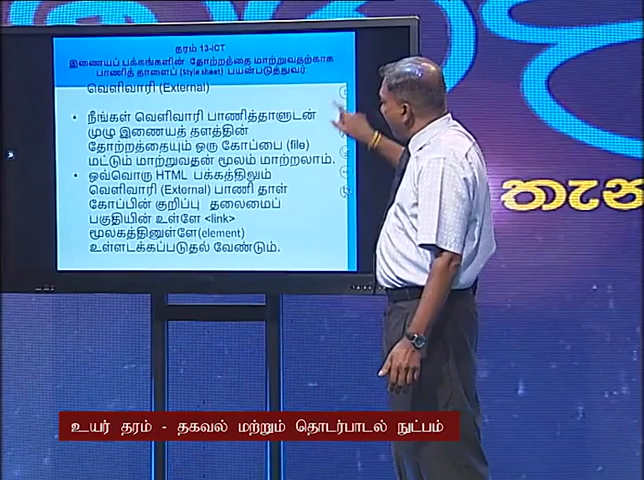 தரம் 13-ICT
இணையப் பக்கங்களின் தோற்றத்தை மாற்றுவதற்காக
பாணித் தாளைப் (Style sheet) பயன்படுத்துவர்
வெளிவாரி (External)
• நீங்கள் வெளிவாரி பாணித்தாளுடன்
முழு இணையத் தளத்தின்
தோற்றத்தையும் ஒரு கோப்பை (file)
மட்டும் மாற்றுவதன் மூலம் மாற்றலாம்.
• ஒவ்வொரு HTML பக்கத்திலும்
வெளிவாரி (External) பாணி தாள்
கோப்பின் குறிப்பு தலைமைப்
பகுதியின் உள்ளே <link>
மூலகத்தினுள்ளே(element)
உள்ளடக்கப்படுதல் வேண்டும்.
තැන
உயர் தரம் - தகவல் மற்றும் தொடர்பாடல் நுட்பம்